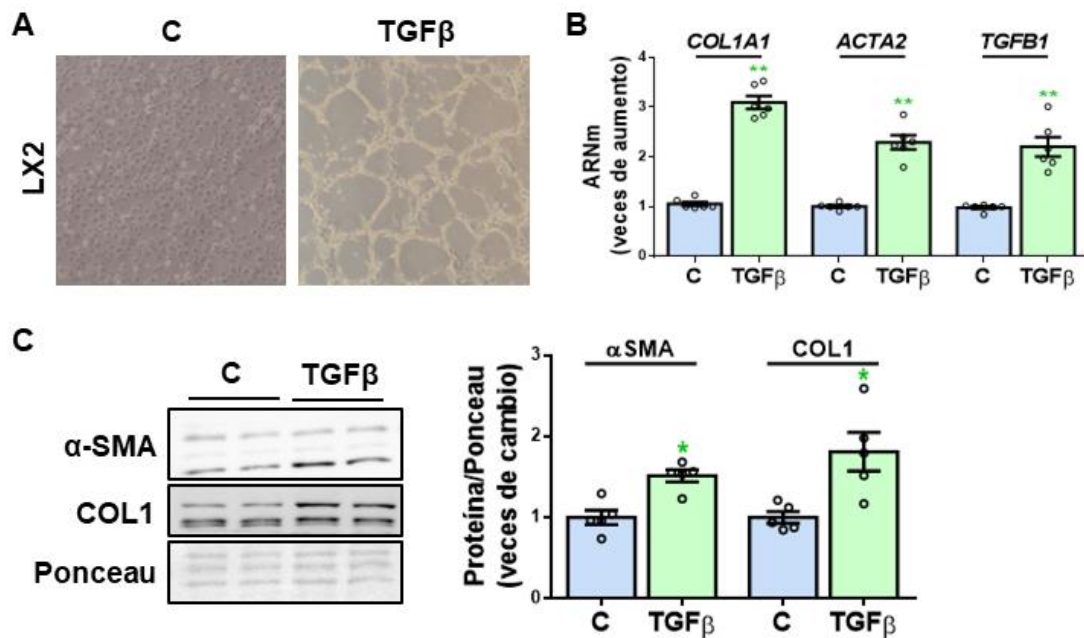 A
C
TGFβ
LX2
B
COL1A1
ACTA2
TGFB1
**
**
**
ARNm
(veces de aumento)
4
3
2
1
0
C
TGFβ
C
TGFβ
C
TGFβ
C
C
TGFβ
α-SMA
COL1
Ponceau
αSMA
COL1
*
*
Proteína/Ponceau
(veces de cambio)
3
2
1
0
C
TGFβ
C
TGFβ